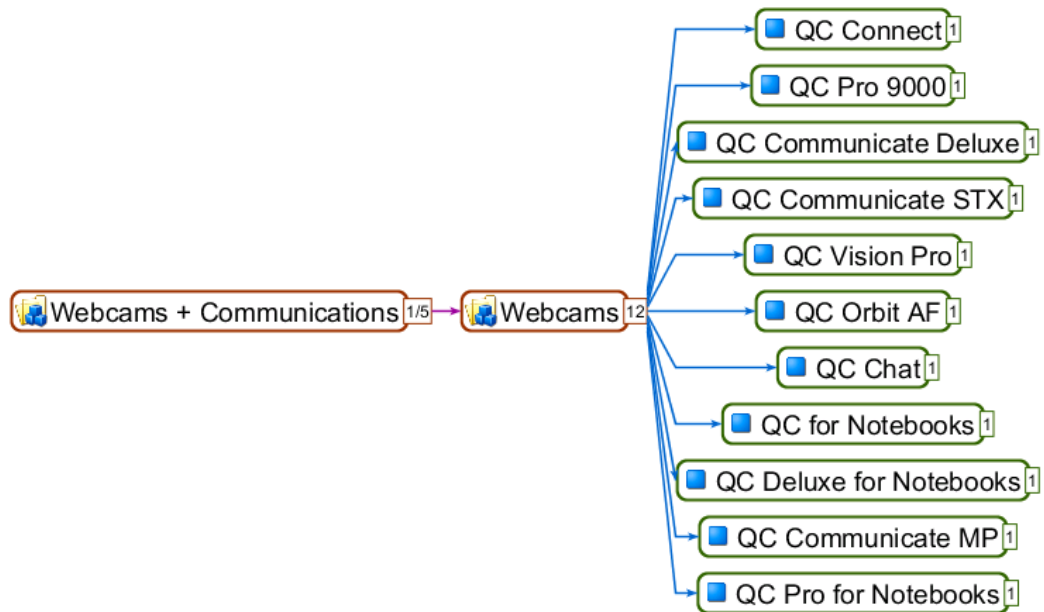 QC Connect 1
QC Pro 9000 1
QC Communicate Deluxe 1
QC Communicate STX 1
QC Vision Pro 1
Webcams + Communications 1/5
Webcams 12
QC Orbit AF 1
QC Chat 1
QC for Notebooks 1
QC Deluxe for Notebooks 1
QC Communicate MP 1
QC Pro for Notebooks 1